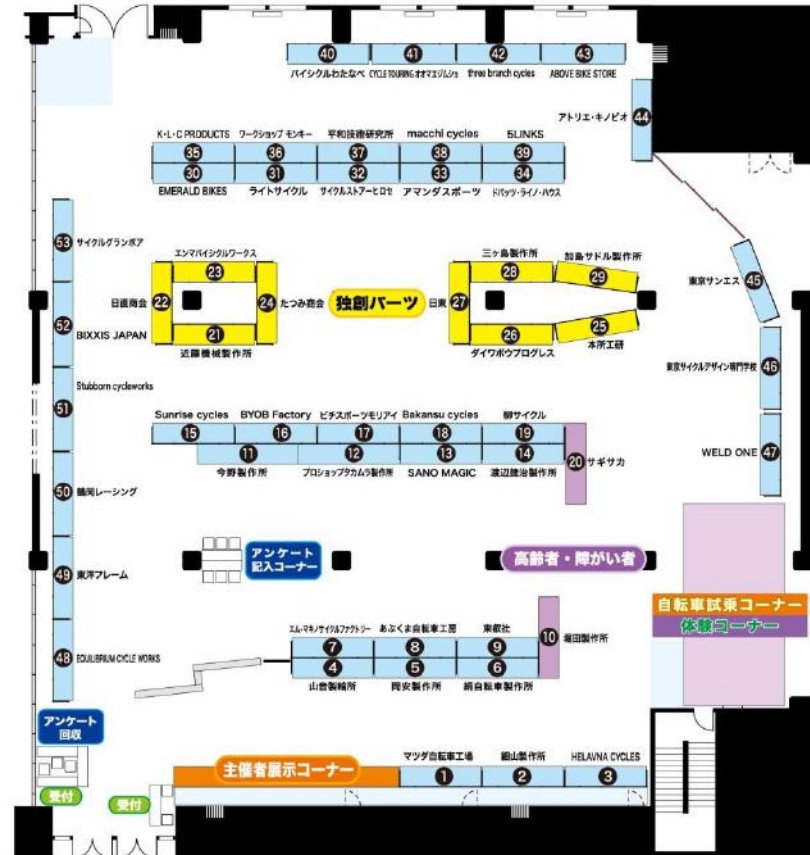 40 41 42 43
バイシクルわたなべ CYCLE TOURING オオマエジムショ three branch cycles ABOVE BIKE STORE
アトリエ・キノピオ 44
K・L・C PRODUCTS ワークショップ モンキー 平和技術研究所 macchi cycles 5LINKS
35 36 37 38 39
30 31 32 33 34
EMERALD BIKES ライトサイクル サイクルストアーヒロセ アマンダスポーツ ドバッツ・ライノ・ハウス
53 サイクルグランボア
エンマバイシクルワークス 三ヶ島製作所 加島サドル製作所
23 28 29
東京サンエス 45
日直商会 22 24 たつみ商会 独創パーツ 日東 27
21 26 25
近藤機械製作所 ダイワボウプログレス 本所工研
52 BIXXIS JAPAN
東京サイクルデザイン専門学校 46
51 Stubborn cycleworks
Sunrise cycles BYOB Factory ビチスポーツモリアイ Bakansu cycles 柳サイクル
15 16 17 18 19
11 12 13 14
今野製作所 プロショップタカムラ製作所 SANO MAGIC 渡辺捷治製作所
20 サギサカ
WELD ONE 47
50 鶴岡レーシング
アンケート
記入コーナー
高齢者・障がい者
49 東洋フレーム
自転車試乗コーナー
体験コーナー
エム・マキノサイクルファクトリー あぶくま自転車工房 東叡社
7 8 9
4 5 6
山音製輪所 岡安製作所 絹自転車製作所
10 堀田製作所
48 EQUILIBRIUM CYCLE WORKS
アンケート
回収
主催者展示コーナー
マツダ自転車工場 細山製作所 HELAVNA CYCLES
1 2 3
受付
受付